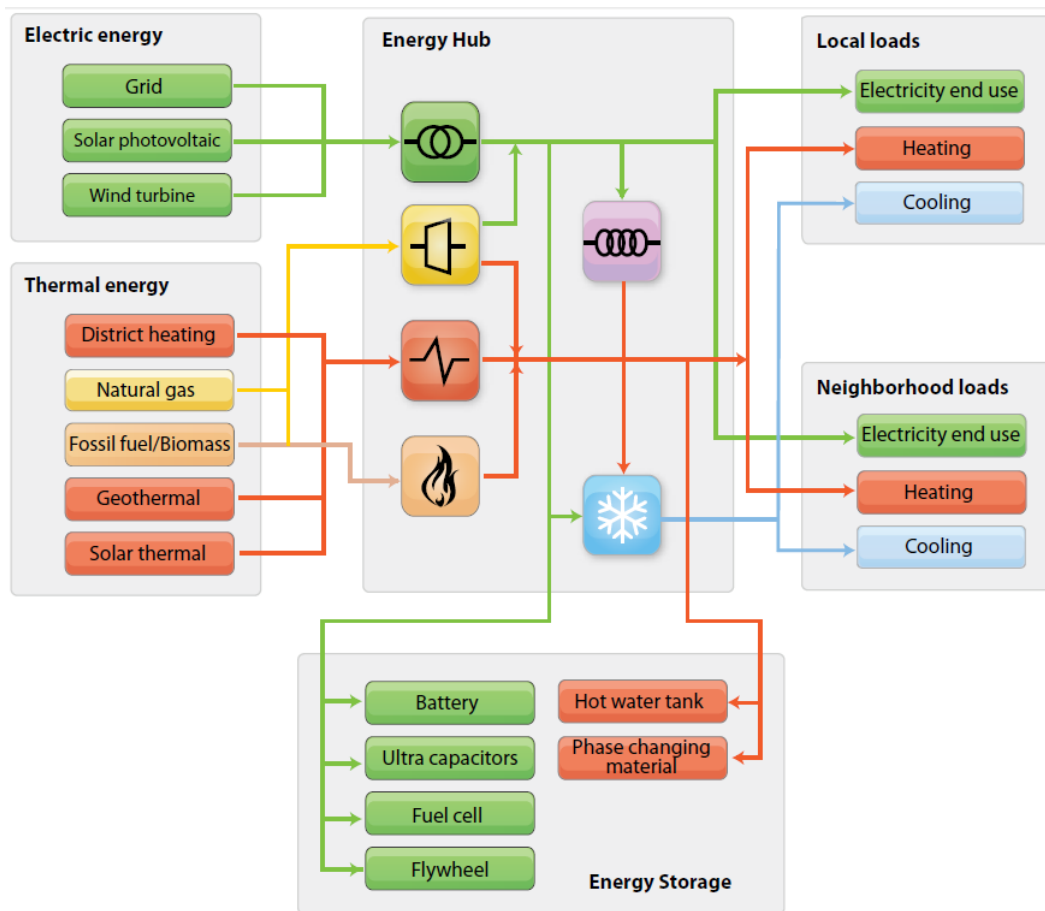 Electric energy
Grid
Solar photovoltaic
Wind turbine
Thermal energy
District heating
Natural gas
Fossil fuel/Biomass
Geothermal
Solar thermal
Energy Hub
Local loads
Electricity end use
Heating
Cooling
Neighborhood loads
Electricity end use
Heating
Cooling
Battery
Ultra capacitors
Fuel cell
Flywheel
Hot water tank
Phase changing
material
Energy Storage